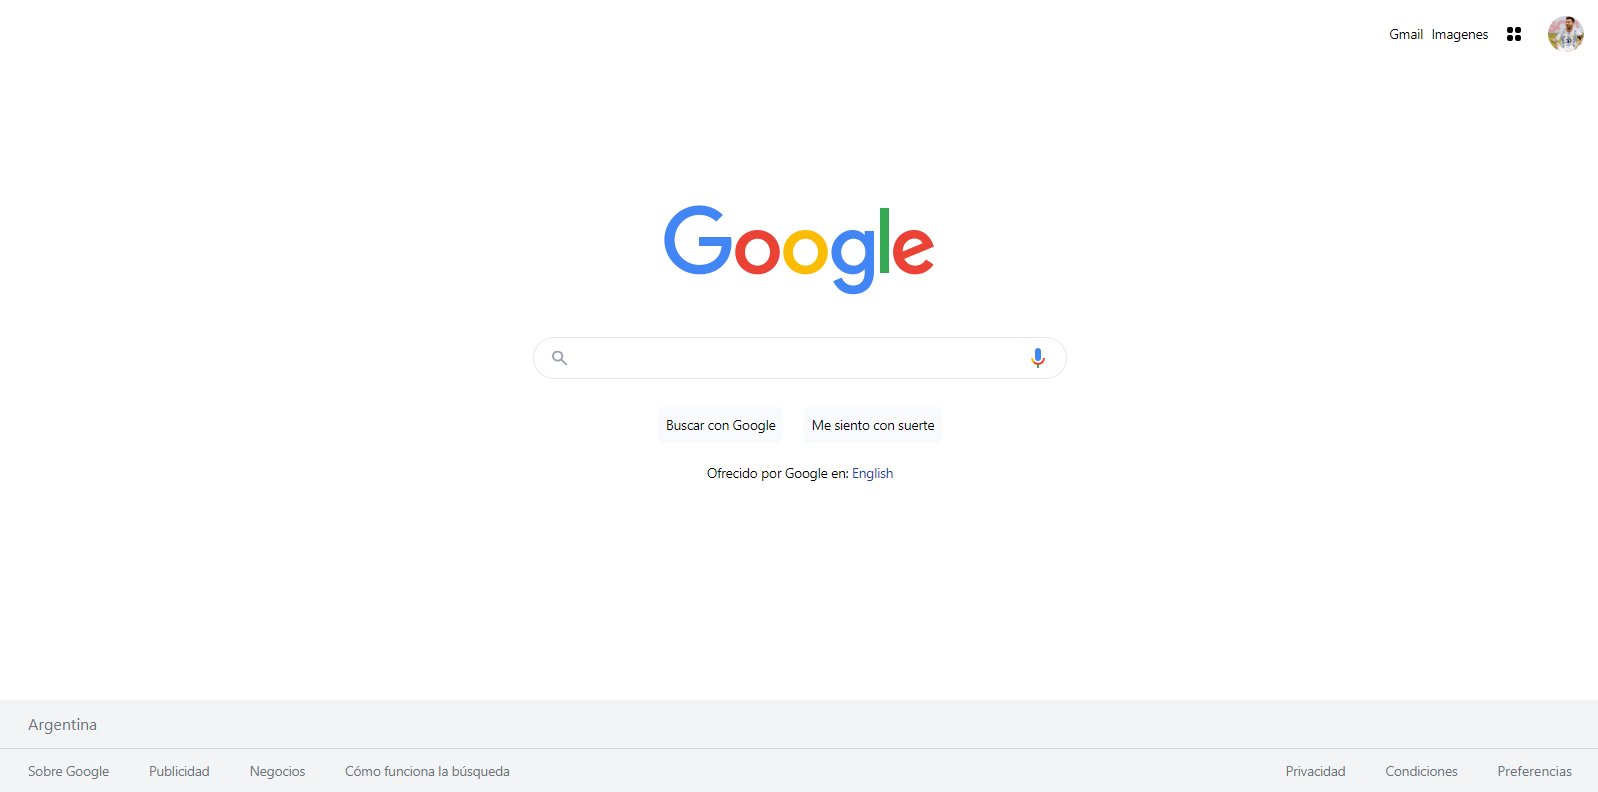 Gmail Imagenes
Google
Buscar con Google Me siento con suerte
Ofrecido por Google en: English
Argentina
Sobre Google Publicidad Negocios Cómo funciona la búsqueda Privacidad Condiciones Preferencias